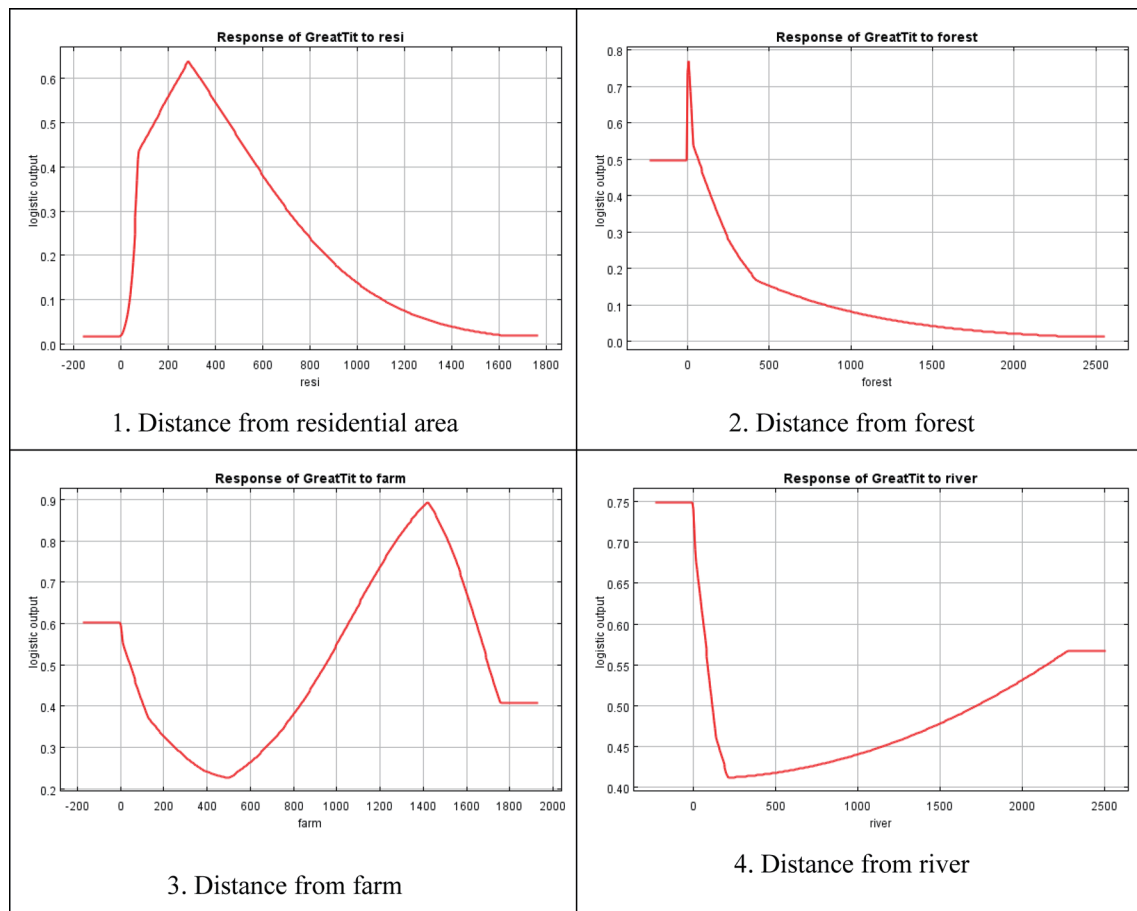 Response of GreatTit to resi
logistic output
0.6
0.5
0.4
0.3
0.2
0.1
0.0
-200 0 200 400 600 800 1000 1200 1400 1600 1800
resi
1. Distance from residential area
Response of GreatTit to forest
logistic output
0.8
0.7
0.6
0.5
0.4
0.3
0.2
0.1
0.0
0 500 1000 1500 2000 2500
forest
2. Distance from forest
Response of GreatTit to farm
logistic output
0.9
0.8
0.7
0.6
0.5
0.4
0.3
0.2
-200 0 200 400 600 800 1000 1200 1400 1600 1800 2000
farm
3. Distance from farm
Response of GreatTit to river
logistic output
0.75
0.70
0.65
0.60
0.55
0.50
0.45
0.40
0 500 1000 1500 2000 2500
river
4. Distance from river